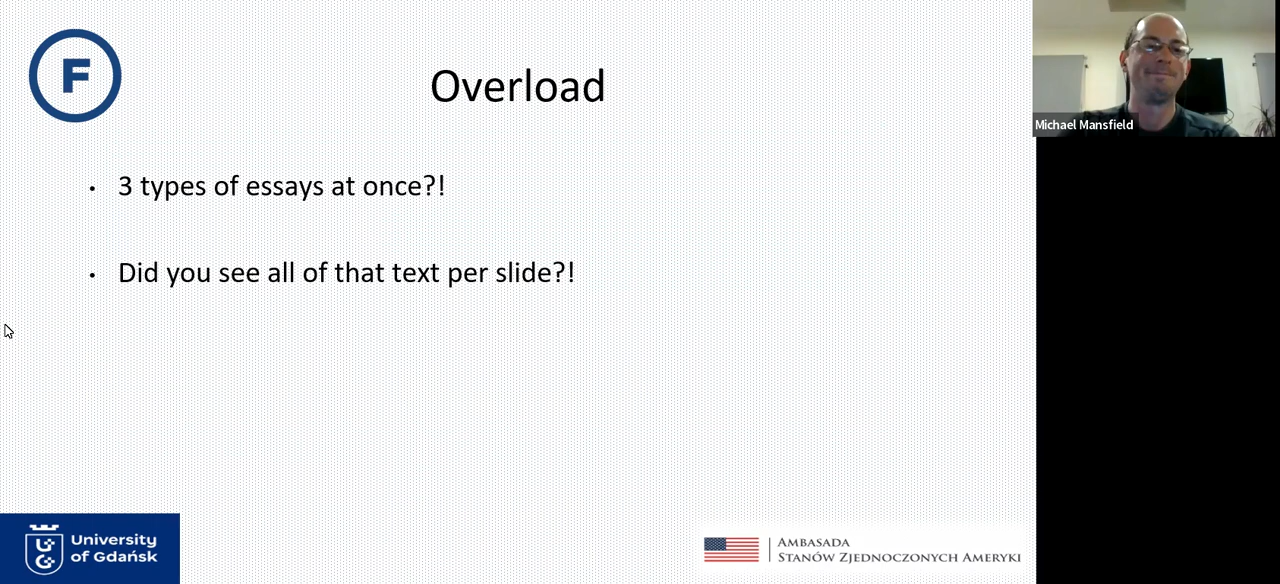 F
Overload
• 3 types of essays at once?!
• Did you see all of that text per slide?!
Michael Mansfield
University
of Gdańsk
AMBASADA
STANÓW ZJEDNOCZONYCH AMERYKI